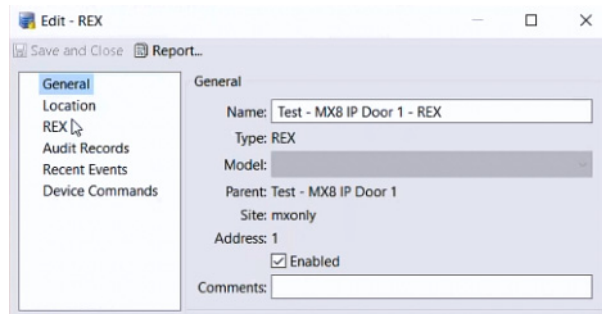 Edit - REX
Save and Close Report...
General
Location
REX
Audit Records
Recent Events
Device Commands
General
Name: Test - MX8 IP Door 1 - REX
Type: REX
Model:
Parent: Test - MX8 IP Door 1
Site: mxonly
Address: 1
Enabled
Comments: